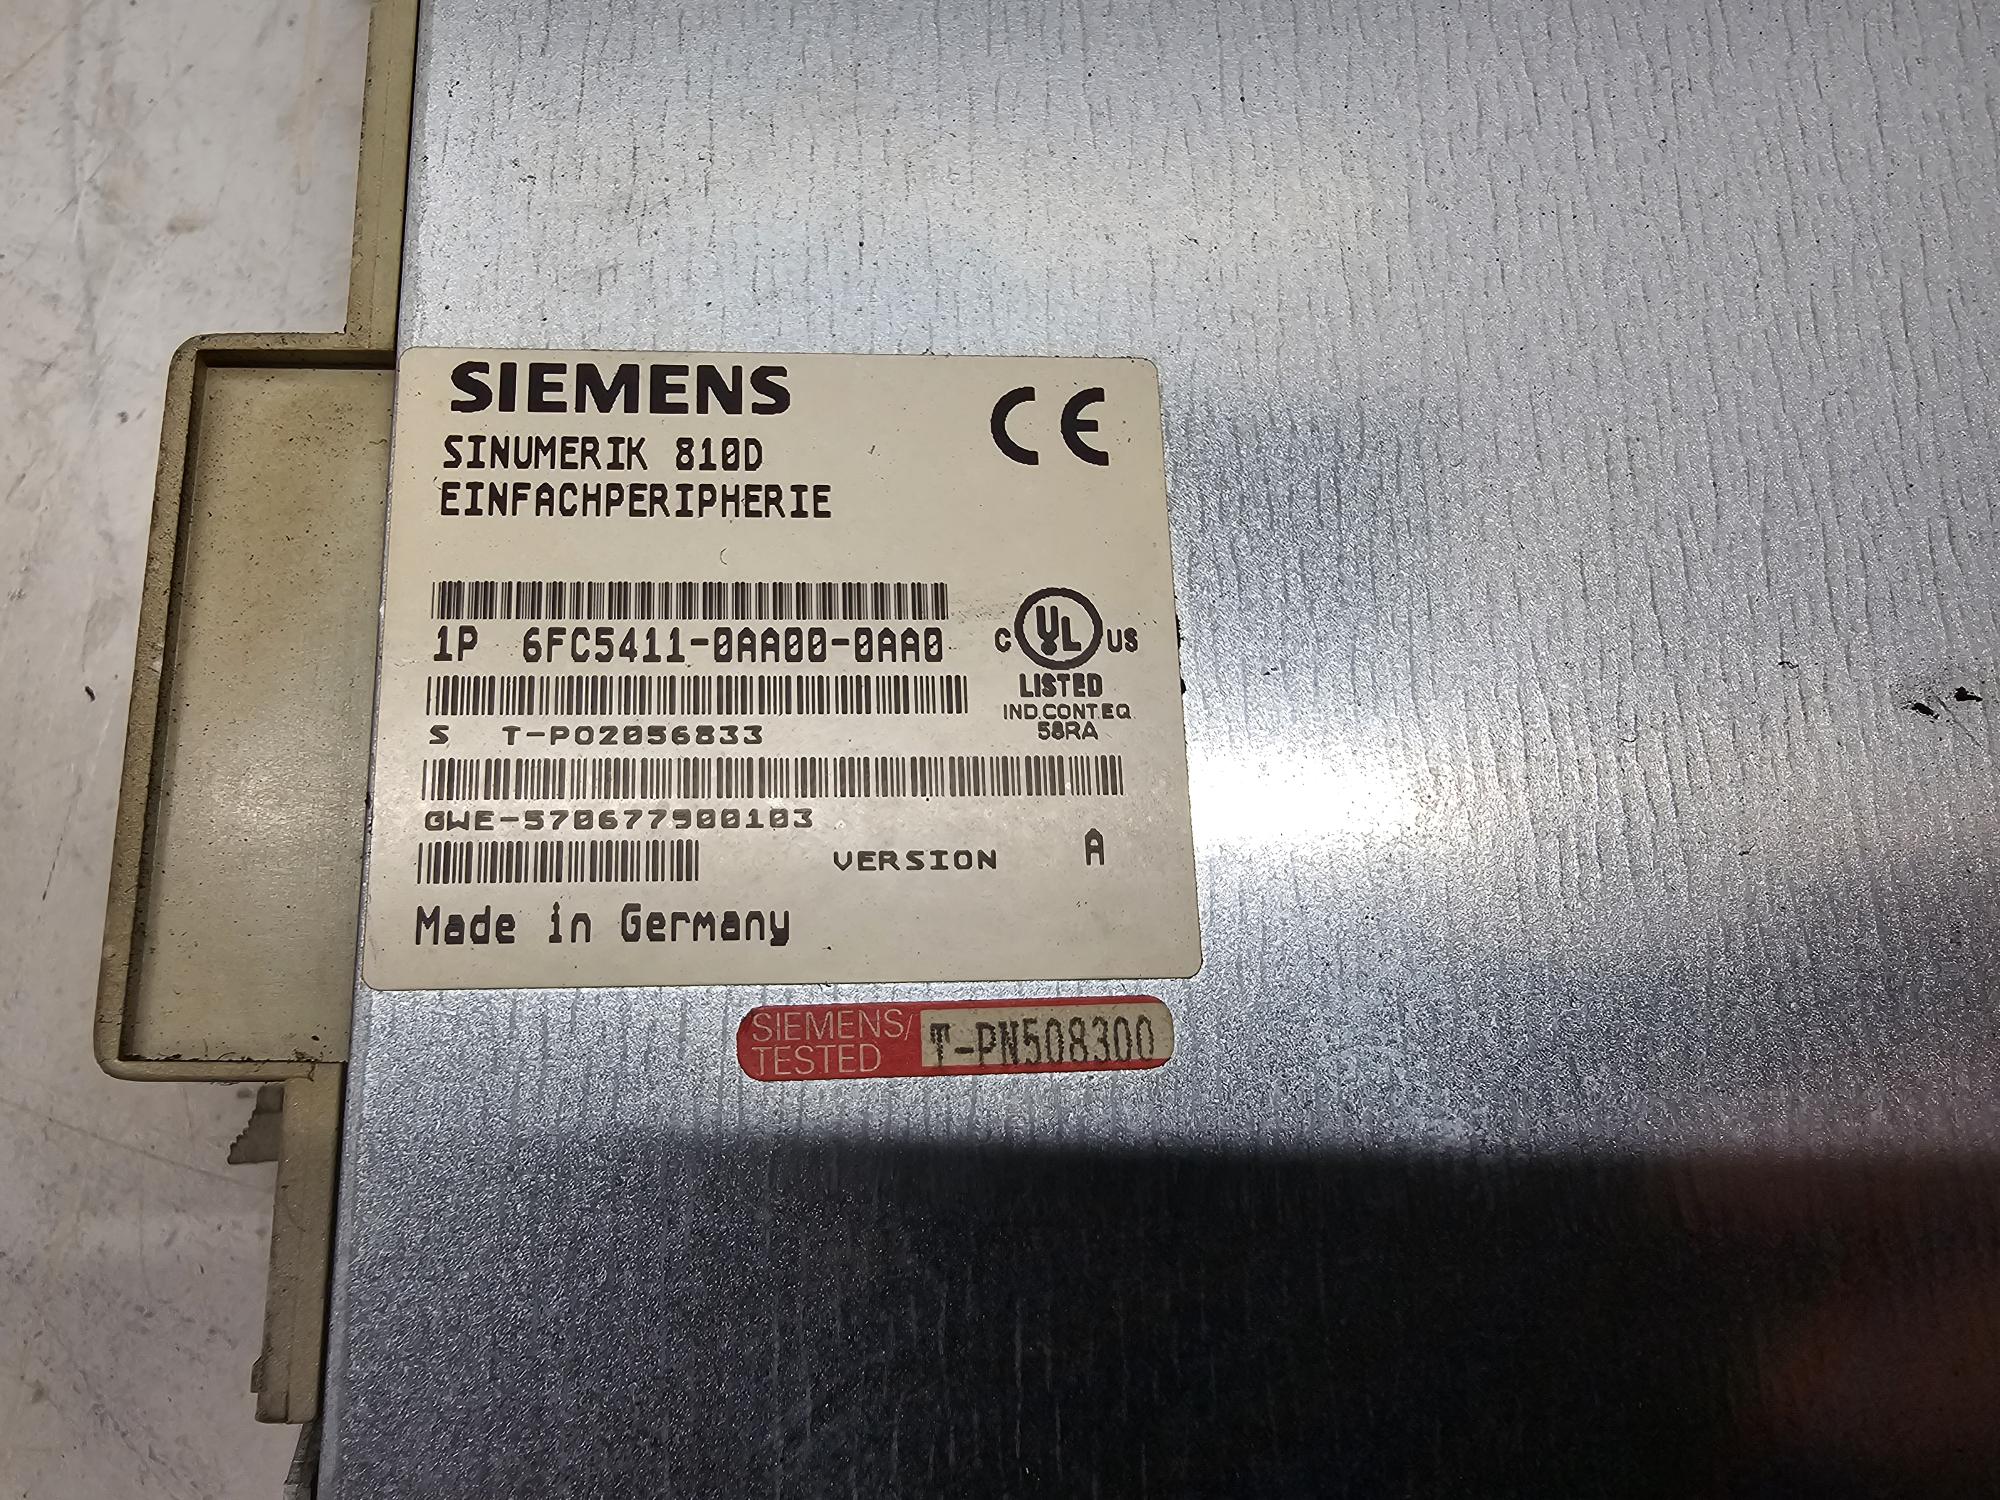 SIEMENS
CE
SINUMERIK 810D
EINFACHPERIPHERIE
1P 6FC5411-0AA00-0AA0
C UL US
LISTED
IND.CONT.EQ.
58RA
S T-P02056833
GWE-570677900103
VERSION A
Made in Germany
SIEMENS/
TESTED
T-PN508300